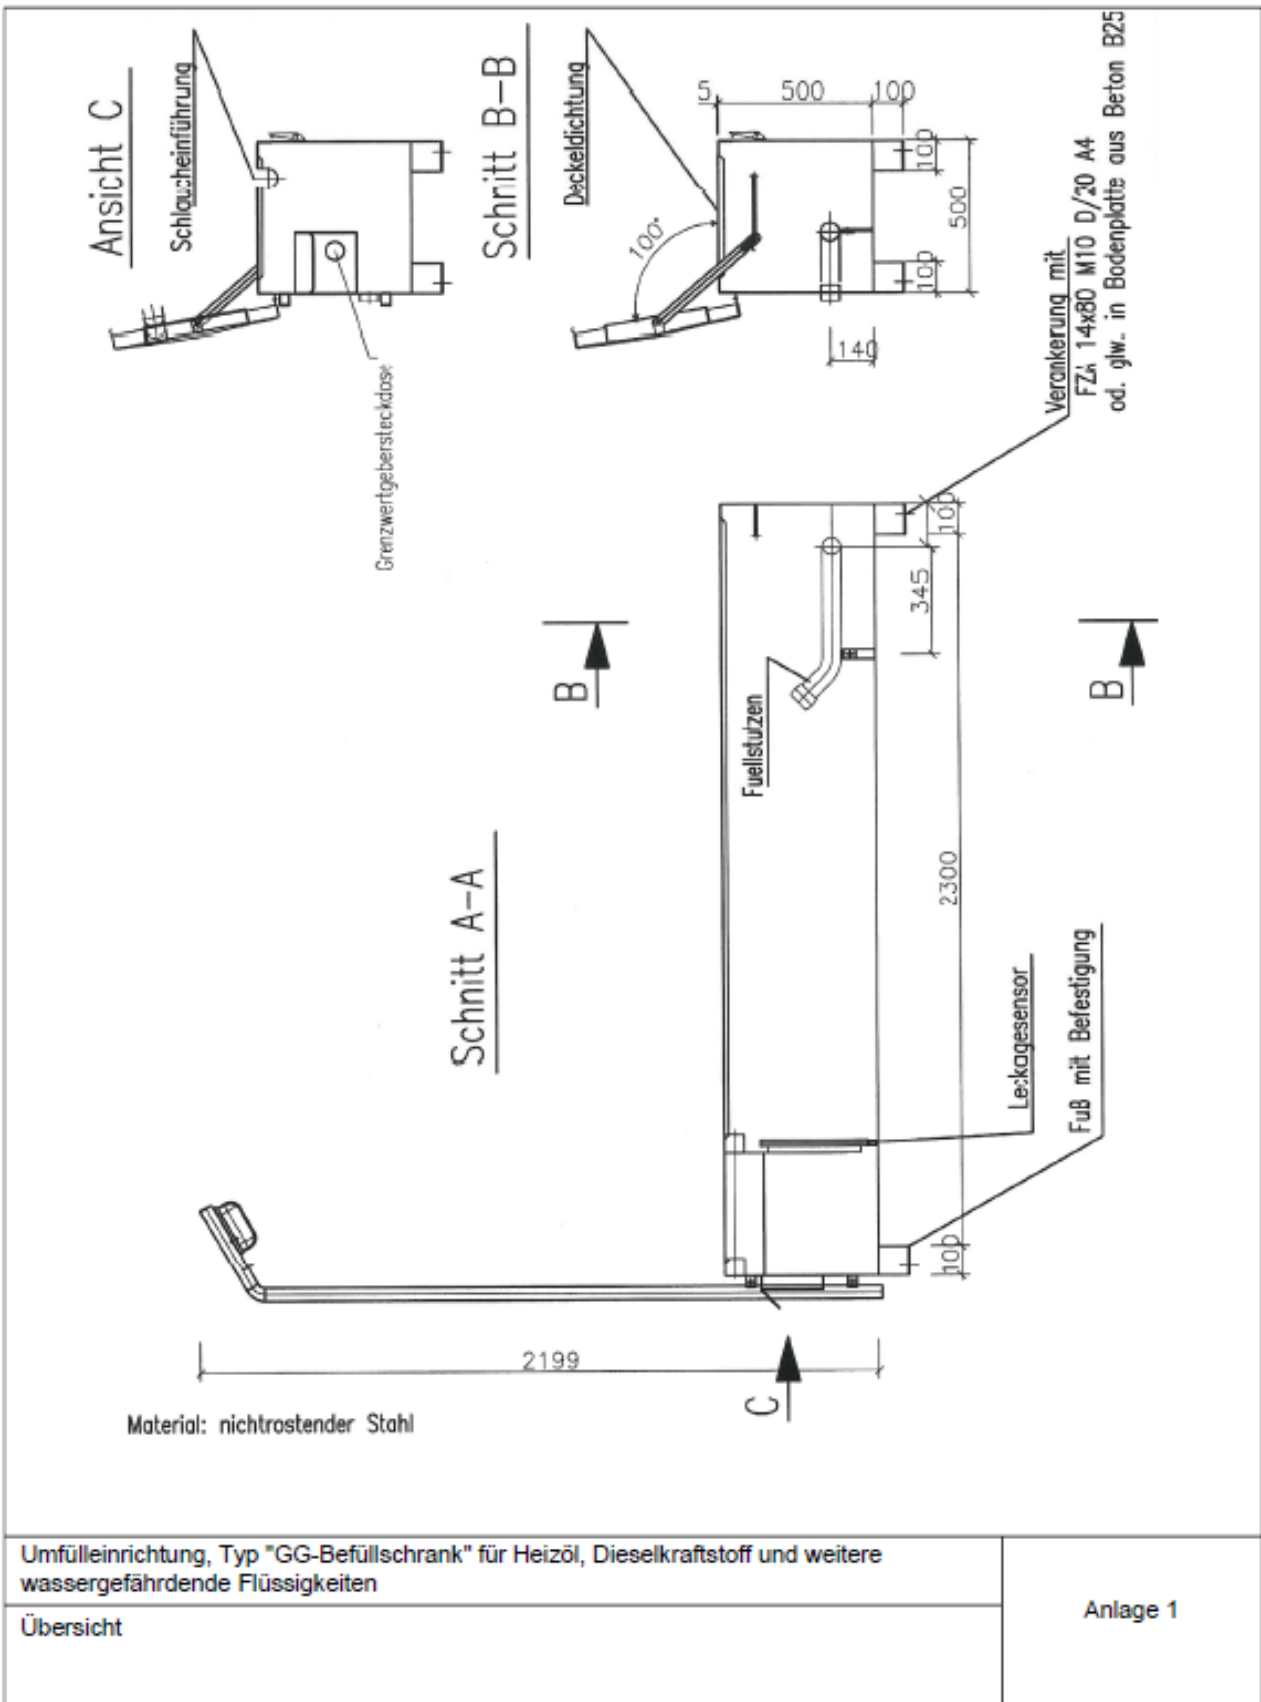 Ansicht C
Schlaucheinführung
Grenzwertgebersteckdose
Schnitt B-B
Deckeldichtung
5
500
100
100
500
100
100°
140
Verankerung mit
FZA 14x80 M10 D/20 A4
od. glw. in Bodenplatte aus Beton B25
Schnitt A-A
B
B
Fuellstutzen
100
345
2300
100
Leckagesensor
Fuß mit Befestigung
2199
C
Material: nichtrostender Stahl
Umfülleinrichtung, Typ "GG-Befüllschrank" für Heizöl, Dieselkraftstoff und weitere
wassergefährdende Flüssigkeiten
Übersicht
Anlage 1